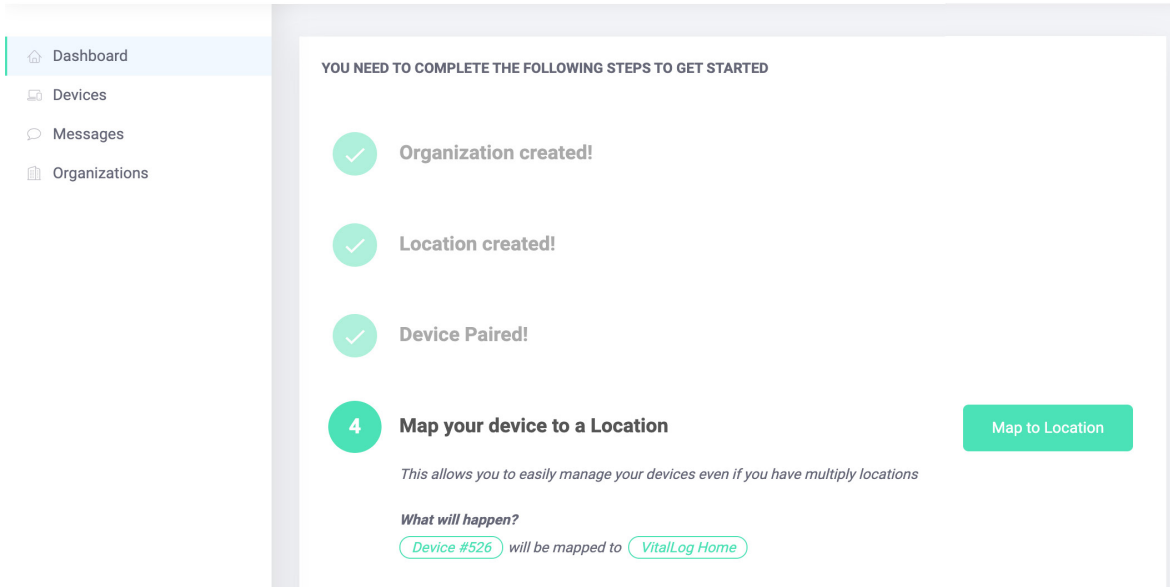 Dashboard
Devices
Messages
Organizations
YOU NEED TO COMPLETE THE FOLLOWING STEPS TO GET STARTED
Organization created!
Location created!
Device Paired!
4 Map your device to a Location
Map to Location
This allows you to easily manage your devices even if you have multiply locations
What will happen?
Device #526 will be mapped to VitalLog Home